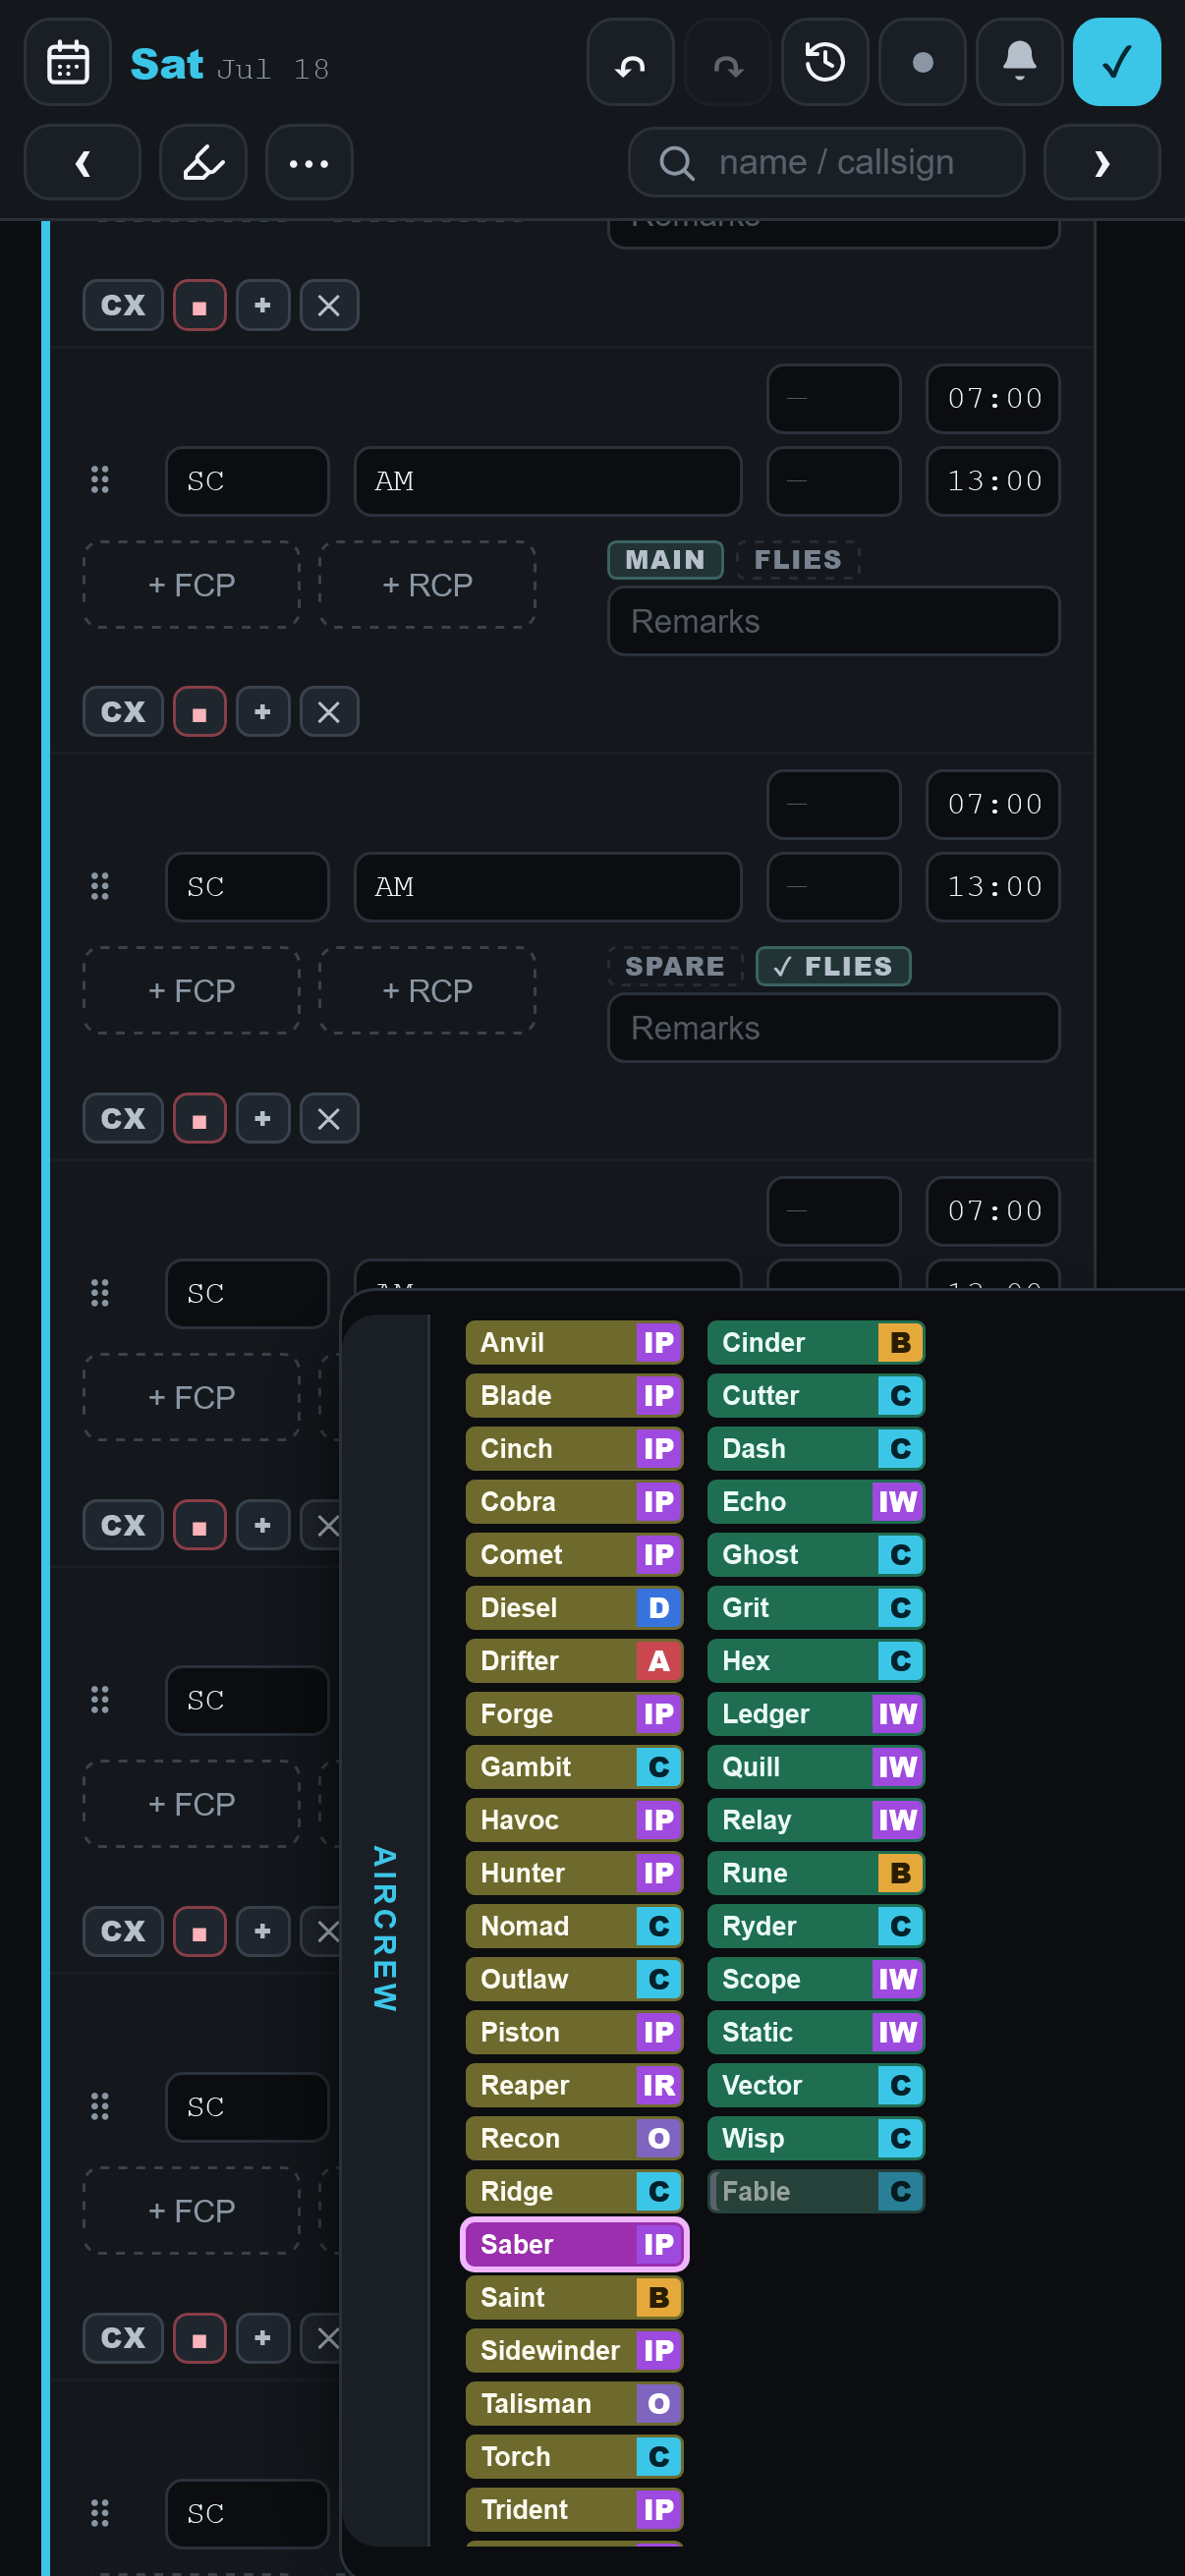 Sat Jul 18
name / callsign
Remarks
CX +
07:00
SC AM 13:00
+ FCP + RCP MAIN FLIES
Remarks
CX +
07:00
SC AM 13:00
+ FCP + RCP SPARE ✓ FLIES
Remarks
CX +
07:00
SC
+ FCP
CX +
SC
+ FCP
CX +
SC
+ FCP
CX +
SC
AIRCREW
Anvil IP
Blade IP
Cinch IP
Cobra IP
Comet IP
Diesel D
Drifter A
Forge IP
Gambit C
Havoc IP
Hunter IP
Nomad C
Outlaw C
Piston IP
Reaper IR
Recon O
Ridge C
Saber IP
Saint B
Sidewinder IP
Talisman O
Torch C
Trident IP
Cinder B
Cutter C
Dash C
Echo IW
Ghost C
Grit C
Hex C
Ledger IW
Quill IW
Relay IW
Rune B
Ryder C
Scope IW
Static IW
Vector C
Wisp C
Fable C